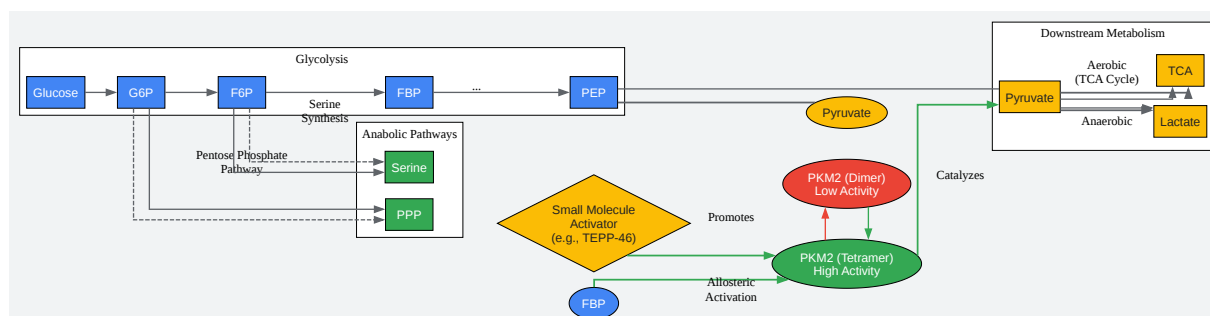 Downstream Metabolism
Glycolysis
Glucose
G6P
F6P
FBP
...
PEP
Serine
Synthesis
Aerobic
(TCA Cycle)
TCA
Pyruvate
Pyruvate
Anaerobic
Lactate
Anabolic Pathways
Pentose Phosphate
Pathway
Serine
PPP
PKM2 (Dimer)
Low Activity
Catalyzes
Small Molecule
Activator
(e.g., TEPP-46)
Promotes
PKM2 (Tetramer)
High Activity
Allosteric
Activation
FBP